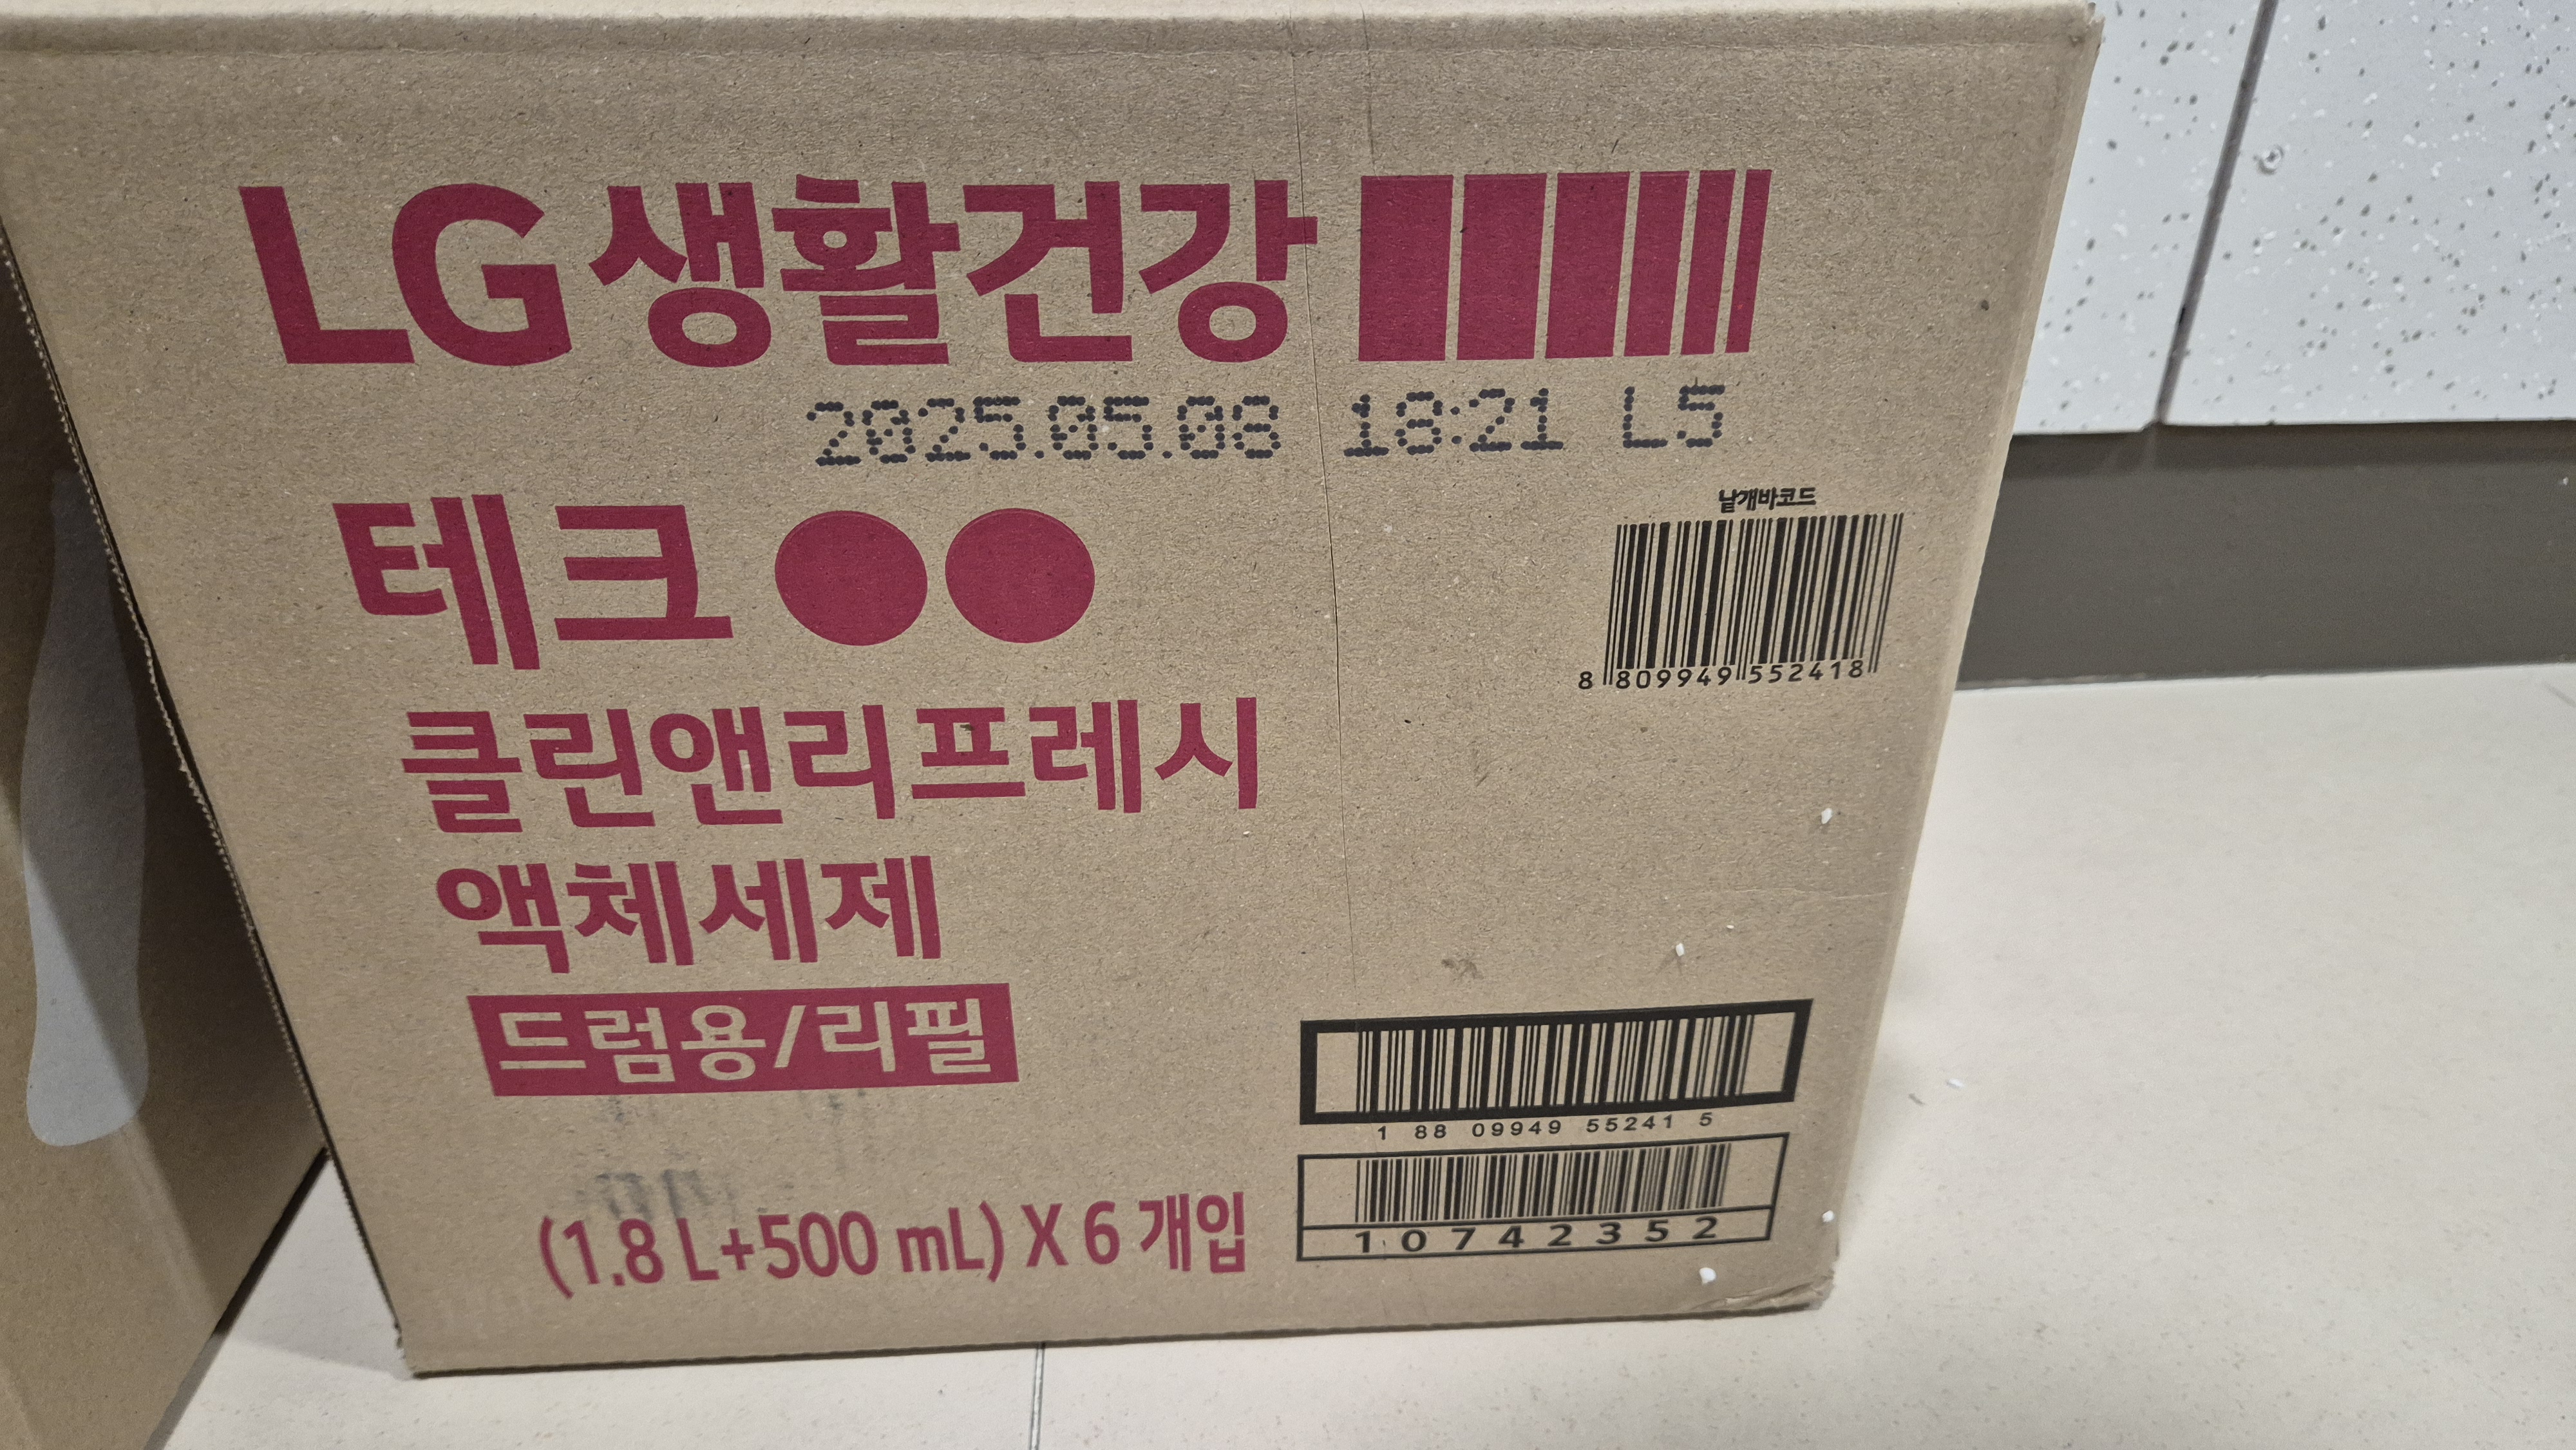 LG생활건강
2025.05.08 18:21 L5
테크
낱개바코드
8 809949 552418
클린앤리프레시
액체세제
드럼용/리필
1 88 09949 55241 5
(1.8 L+500 mL) X 6 개입
10742352